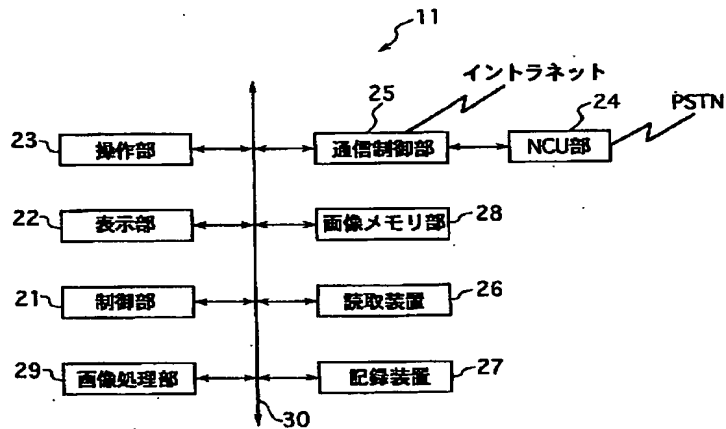 11
イントラネット
25
24
PSTN
23
操作部
通信制御部
NCU部
22
表示部
画像メモリ部
28
21
制御部
読取装置
26
29
画像処理部
記録装置
27
30